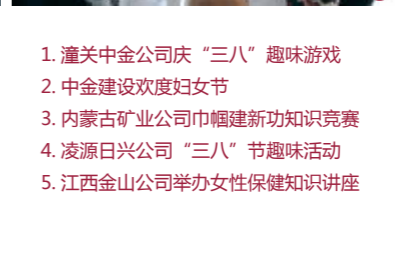 1. 潼关中金公司庆“三八”趣味游戏
2. 中金建设欢度妇女节
3. 内蒙古矿业公司巾帼建新功知识竞赛
4. 凌源日兴公司“三八”节趣味活动
5. 江西金山公司举办女性保健知识讲座